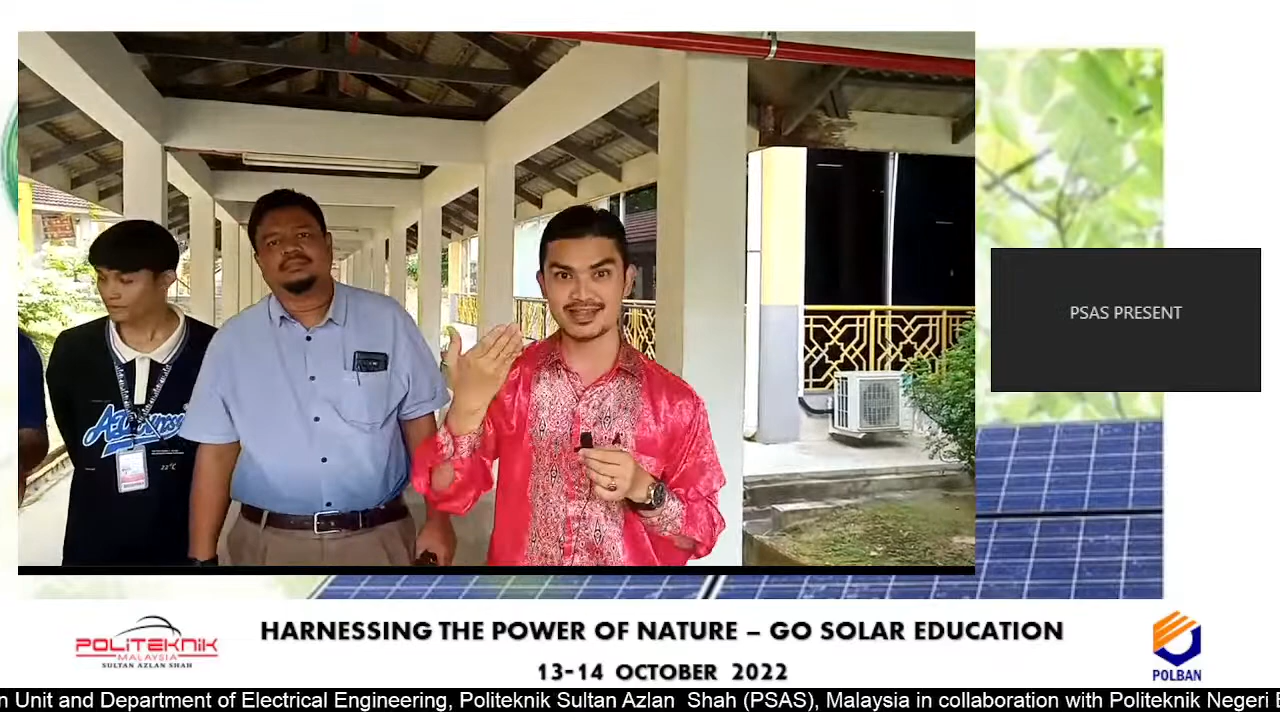 PSAS PRESENT
22°C
POLITEKNIK
MALAYSIA
SULTAN AZLAN SHAH
HARNESSING THE POWER OF NATURE – GO SOLAR EDUCATION
13-14 OCTOBER 2022
POLBAN
n Unit and Department of Electrical Engineering, Politeknik Sultan Azlan Shah (PSAS), Malaysia in collaboration with Politeknik Negeri